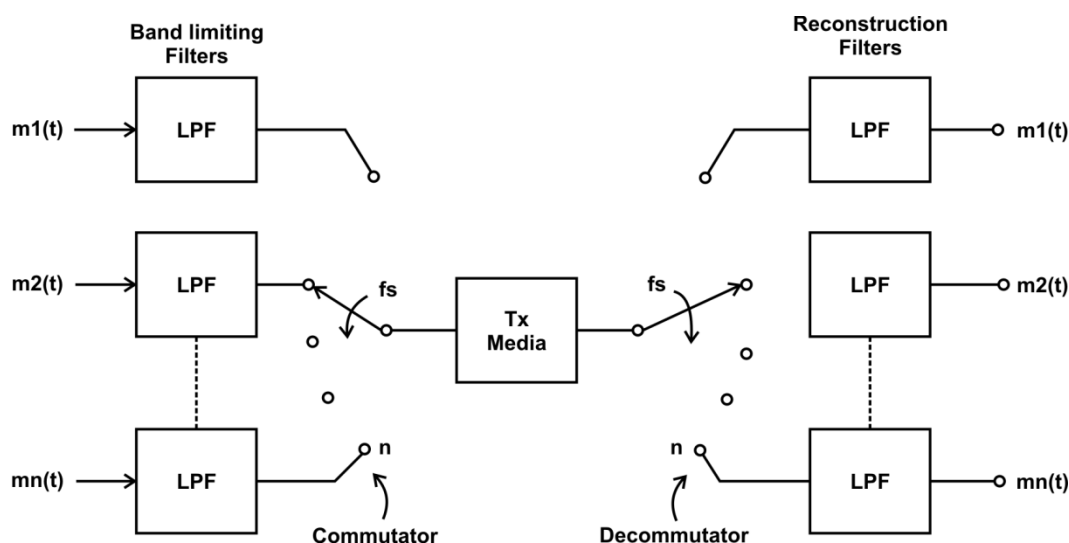 Band limiting
Filters
Reconstruction
Filters
m1(t)
LPF
LPF
m1(t)
m2(t)
LPF
fs
Tx
Media
fs
LPF
m2(t)
mn(t)
LPF
n
n
LPF
mn(t)
Commutator
Decommutator